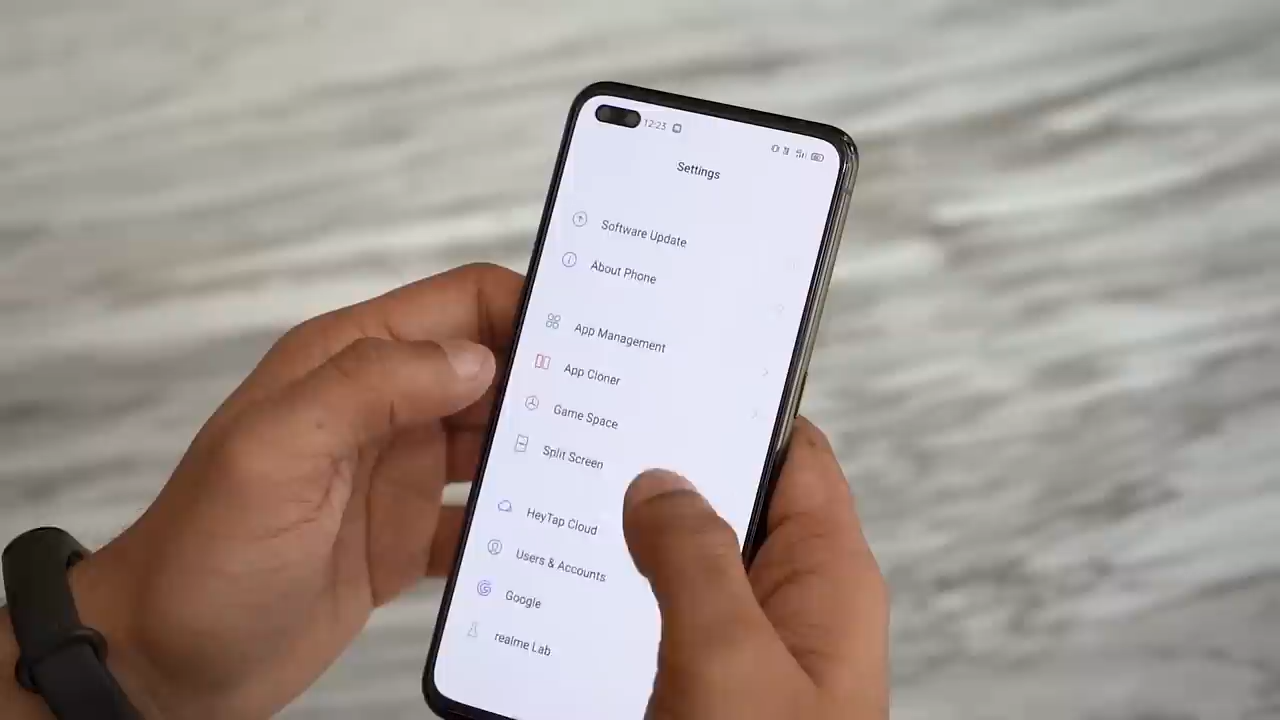 12:23
Settings
Software Update
About Phone
App Management
App Cloner
Game Space
Split Screen
HeyTap Cloud
Users & Accounts
Google
realme Lab